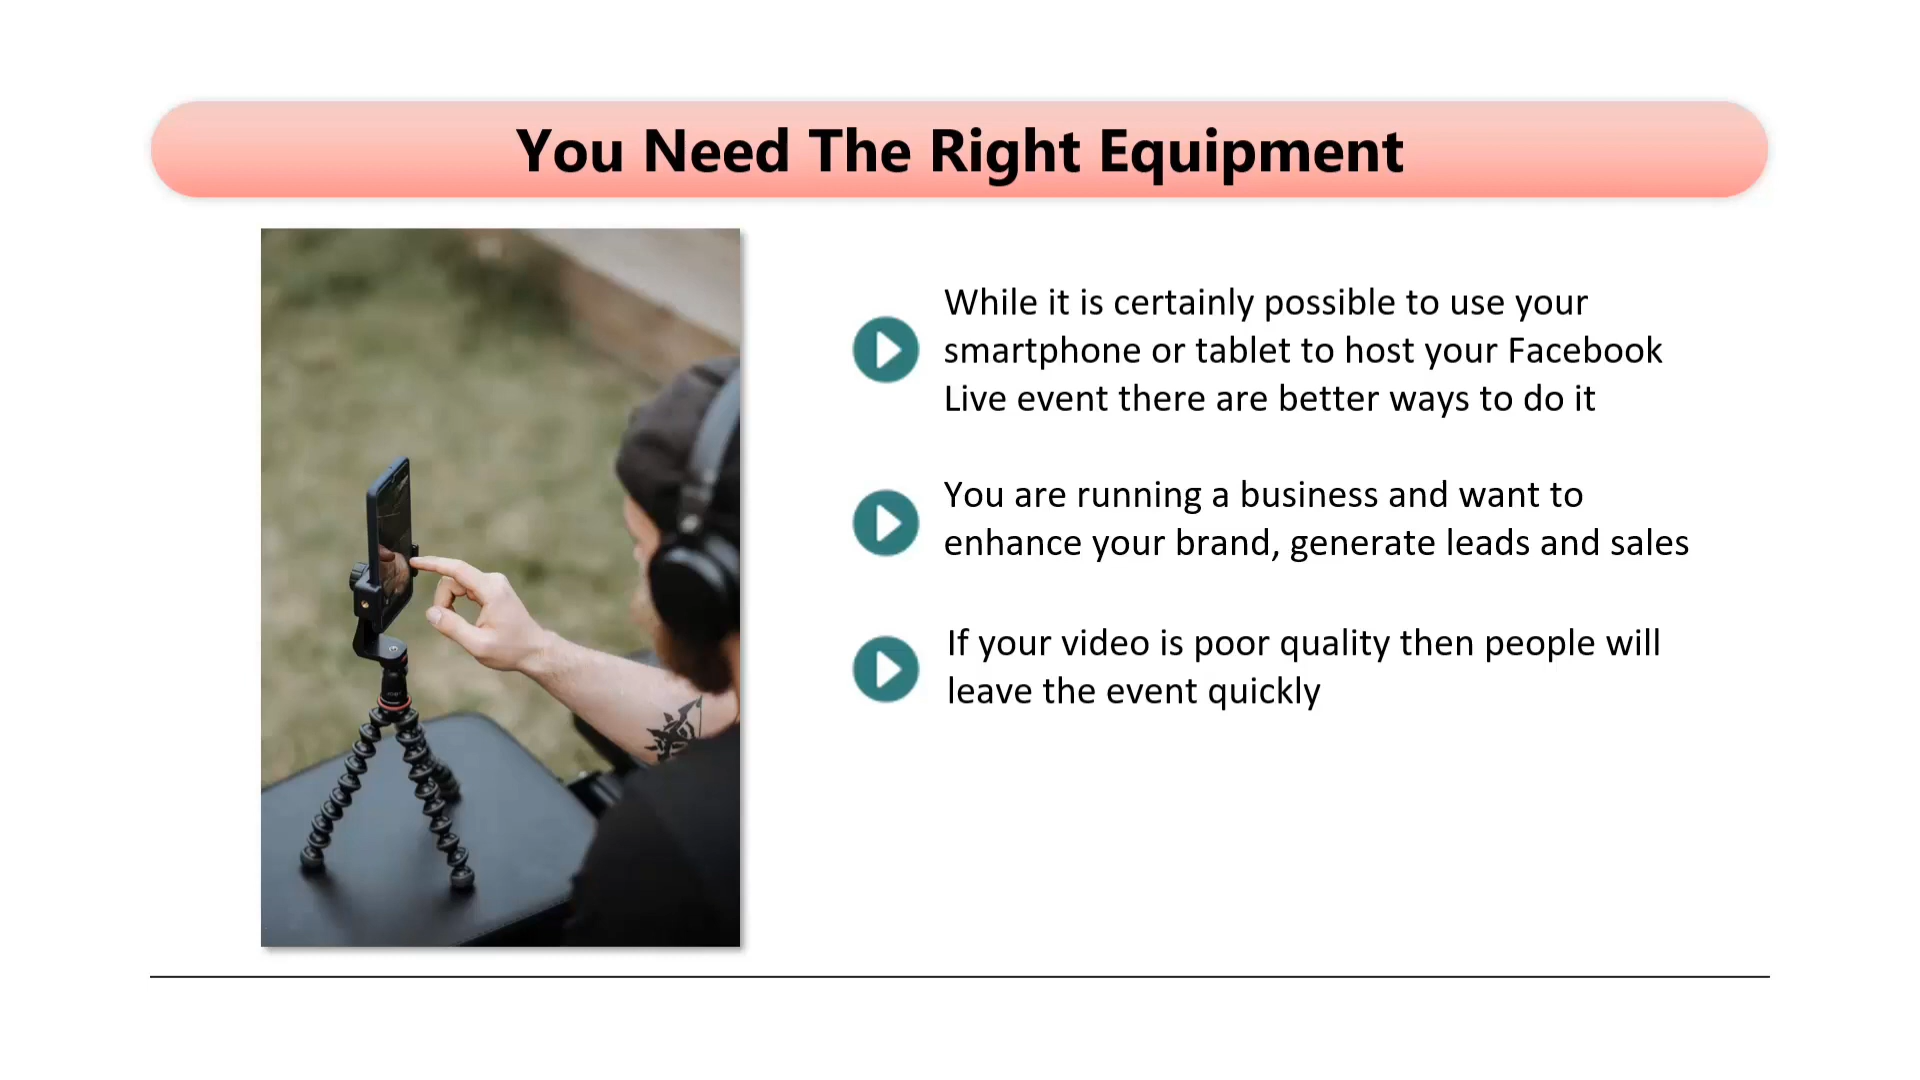 You Need The Right Equipment
While it is certainly possible to use your
smartphone or tablet to host your Facebook
Live event there are better ways to do it
You are running a business and want to
enhance your brand, generate leads and sales
If your video is poor quality then people will
leave the event quickly